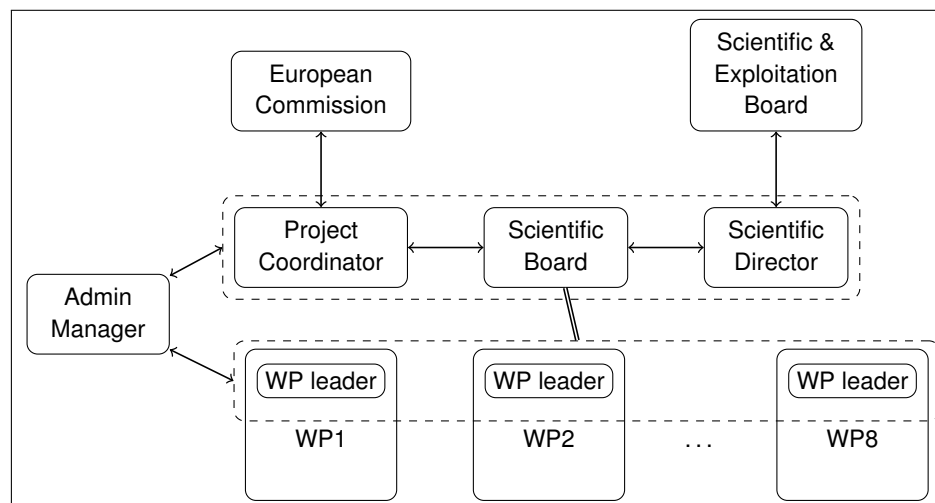 European
Commission
Scientific &
Exploitation
Board
Project
Coordinator
Scientific
Board
Scientific
Director
Admin
Manager
WP leader
WP leader
WP leader
WP1
WP2
...
WP8